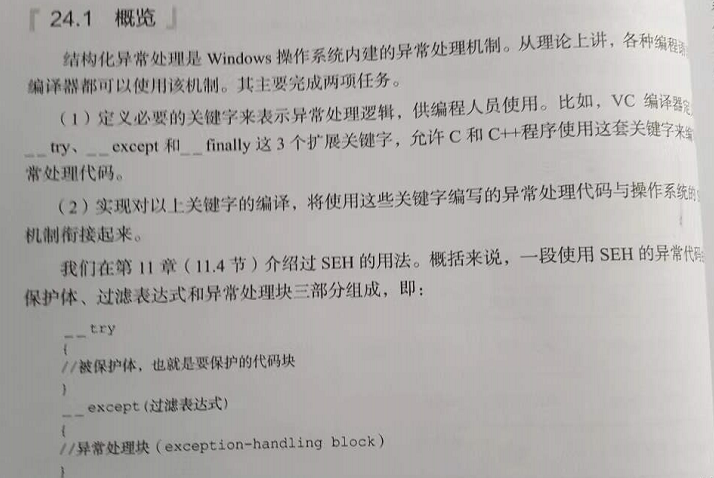 「 24.1 概览 」
结构化异常处理是 Windows 操作系统内建的异常处理机制。从理论上讲，各种编程
编译器都可以使用该机制。其主要完成两项任务。
（1）定义必要的关键字来表示异常处理逻辑，供编程人员使用。比如，VC 编译器
__try、__except 和__finally 这 3 个扩展关键字，允许 C 和 C++程序使用这套关键字来编
常处理代码。
（2）实现对以上关键字的编译，将使用这些关键字编写的异常处理代码与操作系统的
机制衔接起来。
我们在第 11 章（11.4 节）介绍过 SEH 的用法。概括来说，一段使用 SEH 的异常代码
保护体、过滤表达式和异常处理块三部分组成，即：
__try
{
//被保护体，也就是要保护的代码块
}
__except(过滤表达式)
{
//异常处理块（exception-handling block）
}